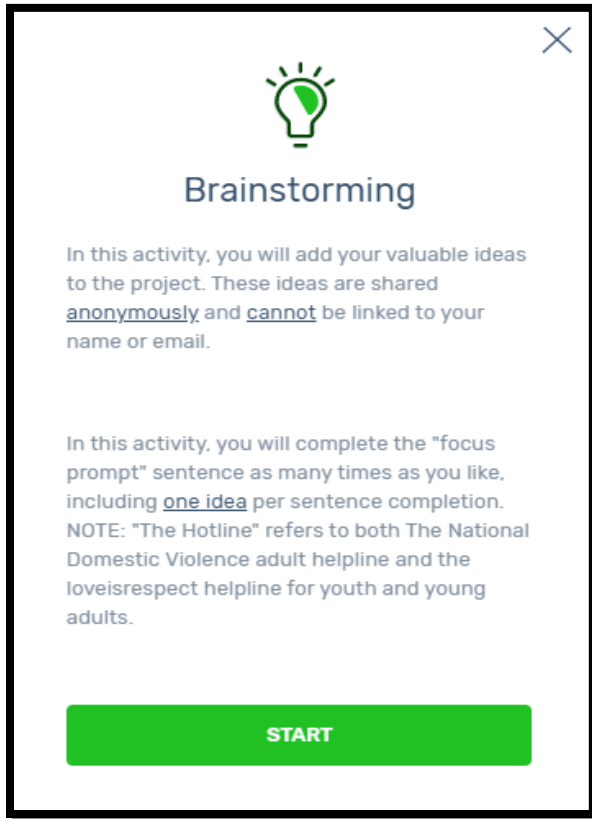 Brainstorming
In this activity, you will add your valuable ideas
to the project. These ideas are shared
anonymously and cannot be linked to your
name or email.
In this activity, you will complete the "focus
prompt" sentence as many times as you like,
including one idea per sentence completion.
NOTE: "The Hotline" refers to both The National
Domestic Violence adult helpline and the
loveisrespect helpline for youth and young
adults.
START